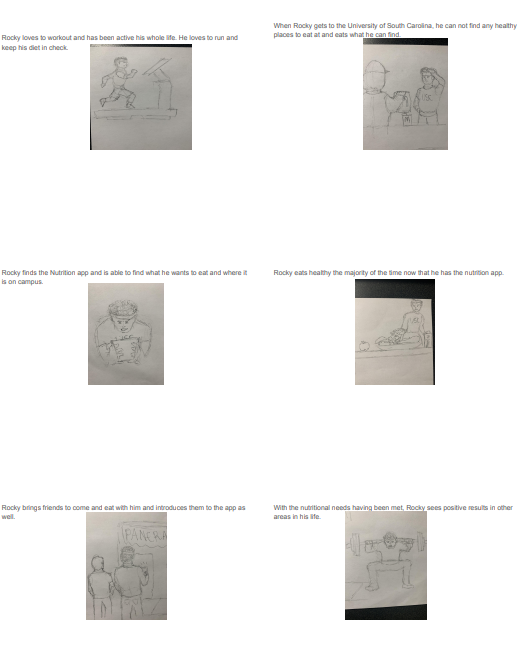 Rocky loves to workout and has been active his whole life. He loves to run and
keep his diet in check.
When Rocky gets to the University of South Carolina, he can not find any healthy
places to eat at and eats what he can find.
Rocky finds the Nutrition app and is able to find what he wants to eat and where it
is on campus.
Rocky eats healthy the majority of the time now that he has the nutrition app.
Rocky brings friends to come and eat with him and introduces them to the app as
well.
PANERA
With the nutritional needs having been met, Rocky sees positive results in other
areas in his life.